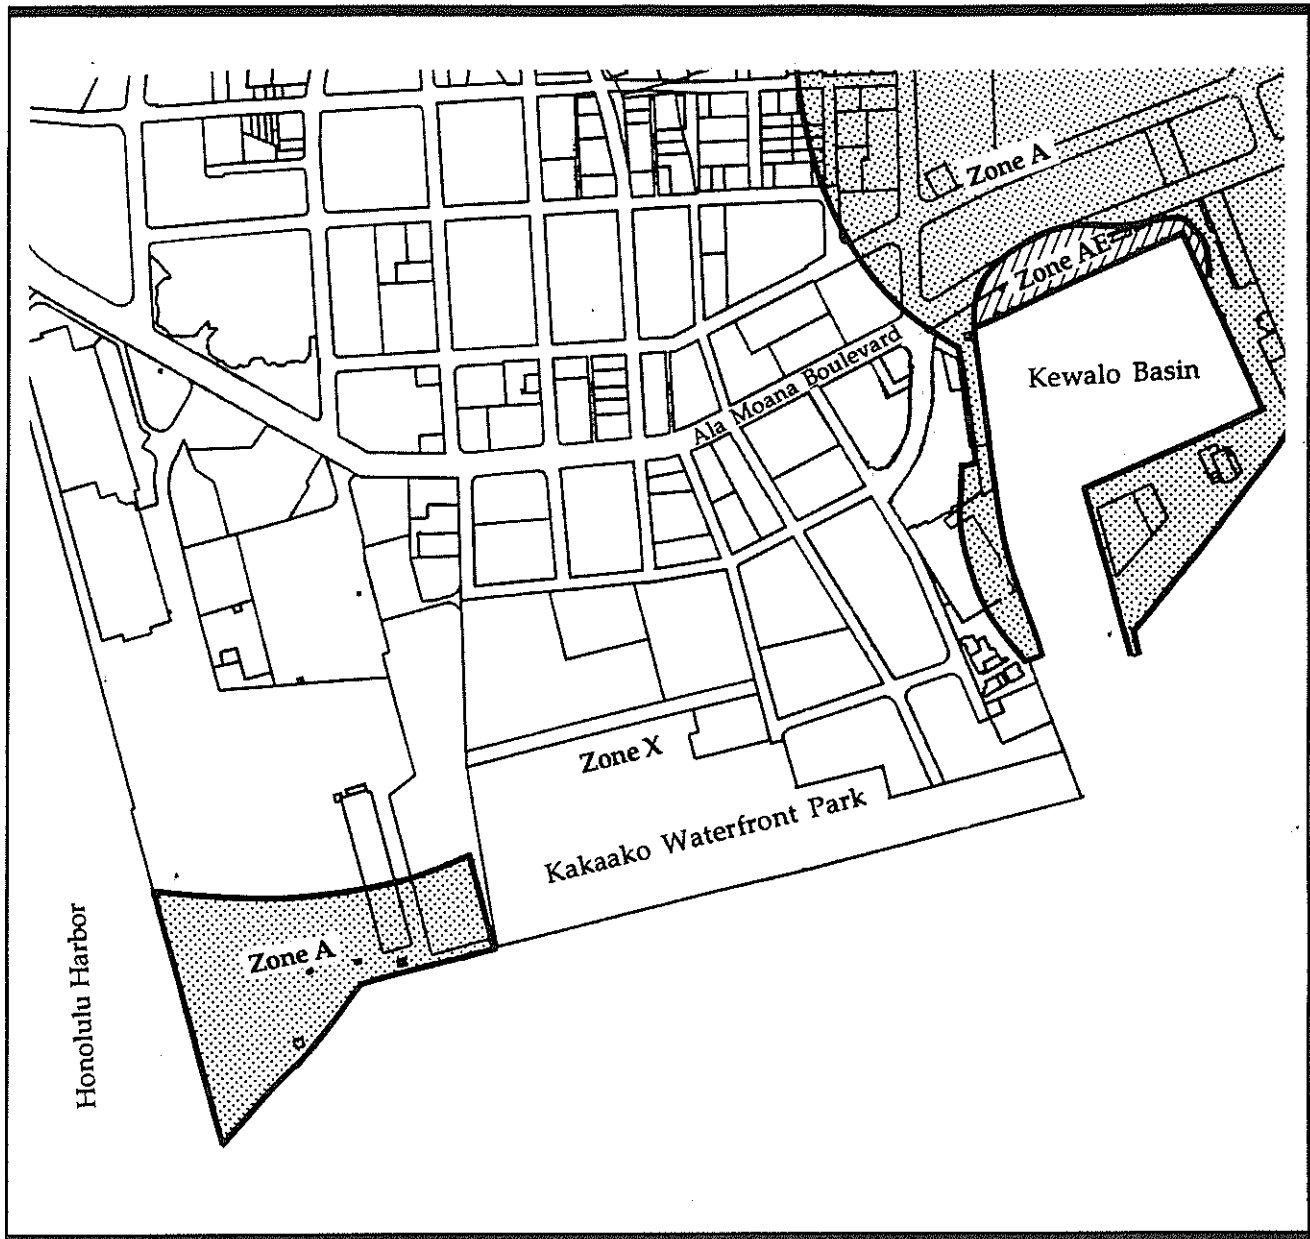 Zone A
Zone AE
Kewalo Basin
Ala Moana Boulevard
Zone X
Kakaako Waterfront Park
Zone A
Honolulu Harbor